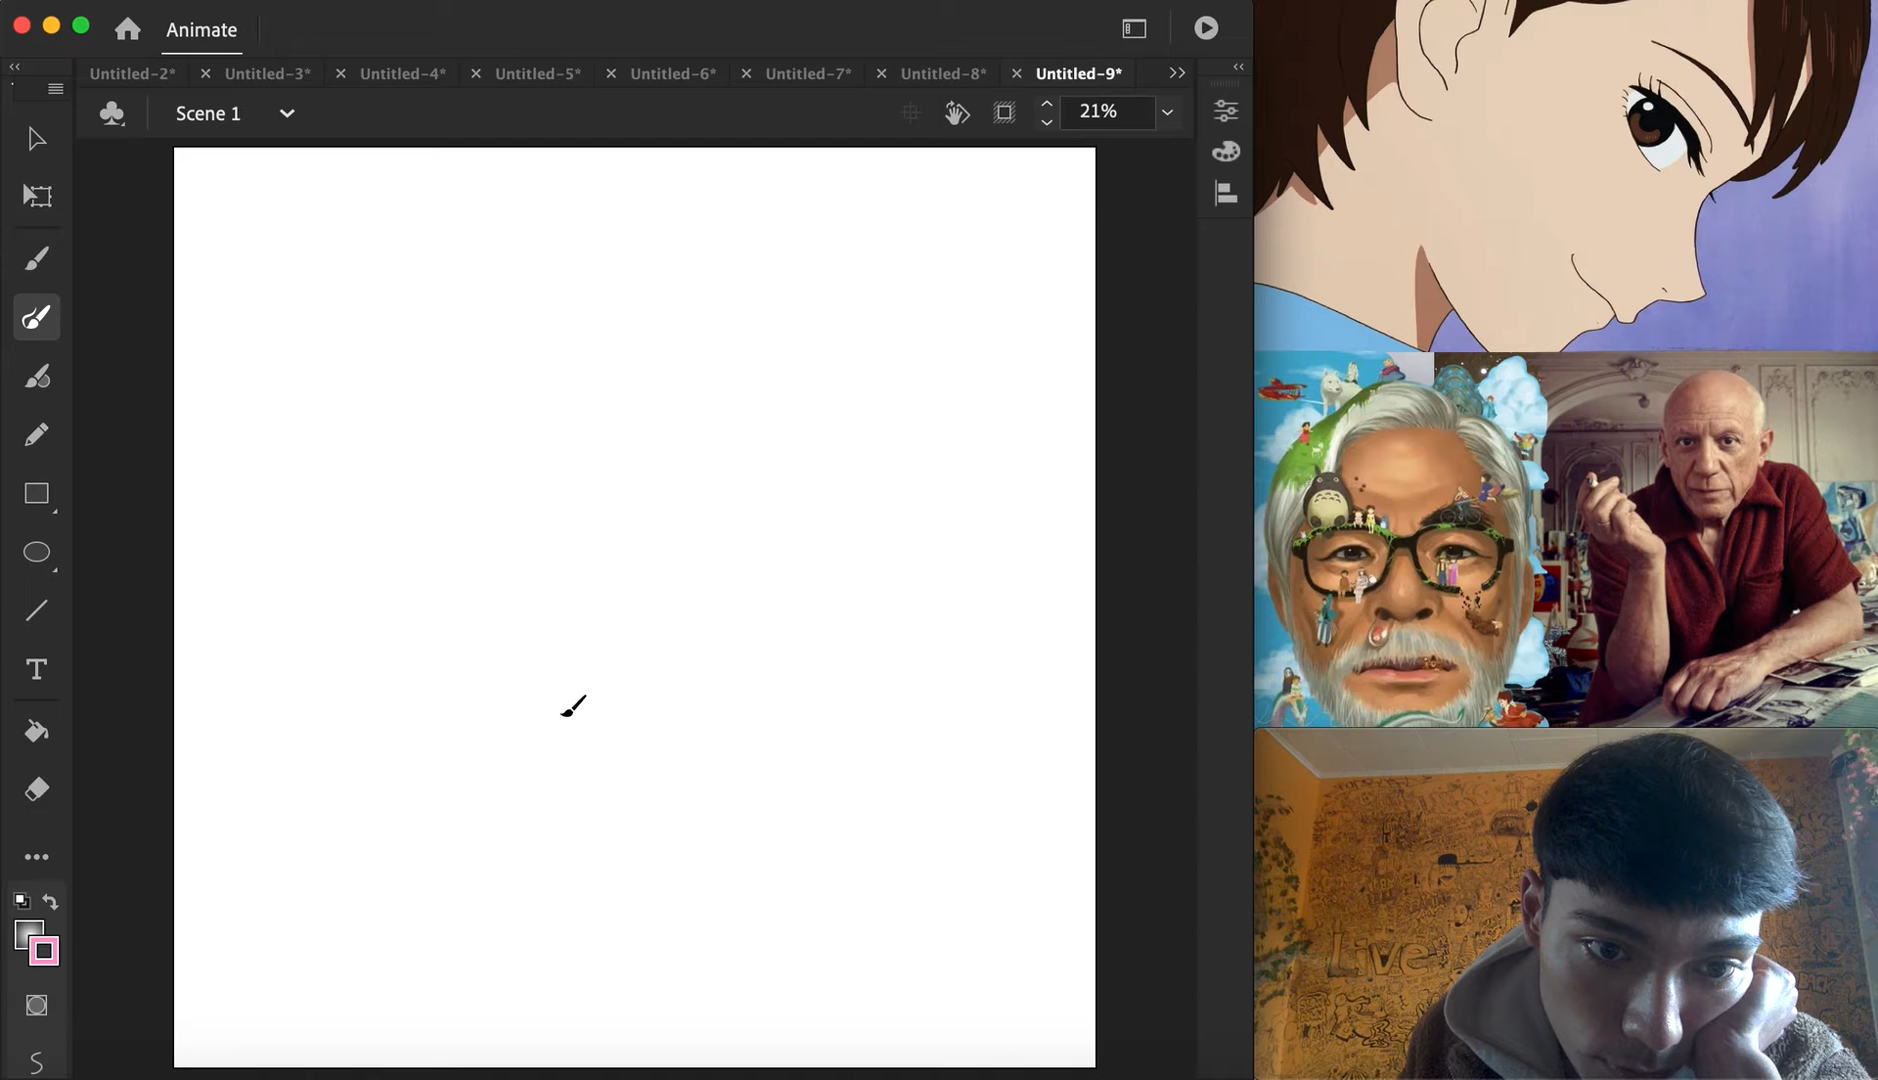 Animate
Untitled-2* × Untitled-3* × Untitled-4* × Untitled-5* × Untitled-6* × Untitled-7* × Untitled-8* × Untitled-9*
Scene 1
21%
T
Live